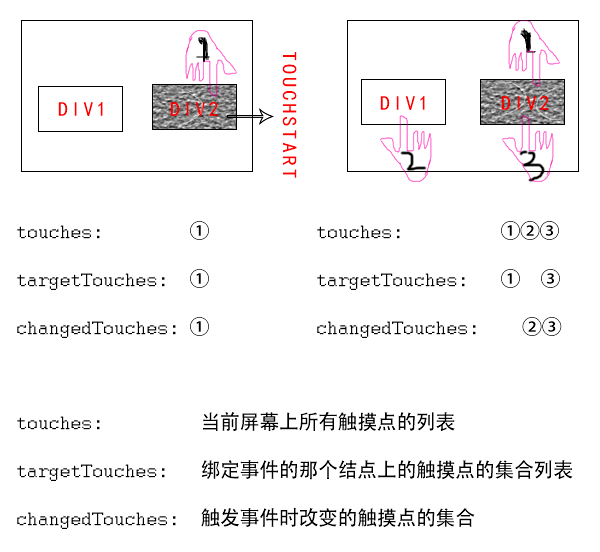 1
DIV1
DIV2
TOUCHSTART
1
DIV1
DIV2
2
3
touches: ①
targetTouches: ①
changedTouches: ①
touches: ①②③
targetTouches: ① ③
changedTouches: ②③
touches: 当前屏幕上所有触摸点的列表
targetTouches: 绑定事件的那个结点上的触摸点的集合列表
changedTouches: 触发事件时改变的触摸点的集合